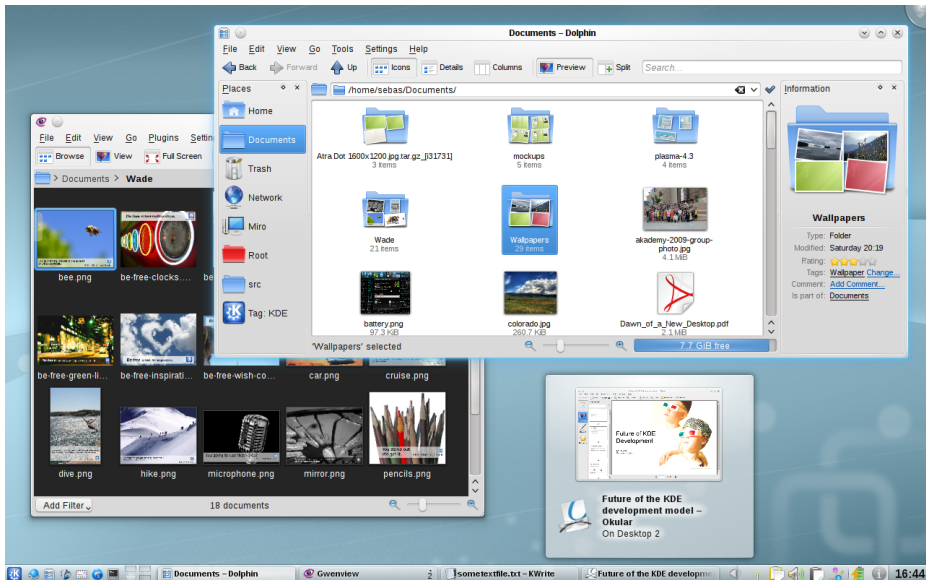 Documents – Dolphin
File Edit View Go Tools Settings Help
Back Forward Up Icons Details Columns Preview Split Search...
Places
/home/sebas/Documents/
Information
Home
Documents
Trash
Network
Miro
Root
src
Tag: KDE
Atra Dot 1600x1200.jpg.tar.gz_[i31731]
3 items
mockups
5 items
plasma-4.3
4 items
Wade
21 items
Wallpapers
29 items
akademy-2009-group-
photo.jpg
4.1 MiB
battery.png
97.3 KiB
colorado.jpg
260.7 KiB
Dawn_of_a_New_Desktop.pdf
2.1 MiB
'Wallpapers' selected
7.7 GiB free
Wallpapers
Type: Folder
Modified: Saturday 20:19
Rating:
Tags: Wallpaper Change...
Comment: Add Comment...
Is part of: Documents
File Edit View Go Plugins Settin
Browse View Full Screen
> Documents > Wade
bee.png
be-free-clocks....
be-free-green-li...
be-free-inspirati...
be-free-wish-co...
car.png
cruise.png
dive.png
hike.png
microphone.png
mirror.png
pencils.png
Add Filter
18 documents
Future of KDE
Development
Future of the KDE
development model –
Okular
On Desktop 2
Documents – Dolphin
Gwenview
2
sometextfile.txt – KWrite
Future of the KDE developme
16:44